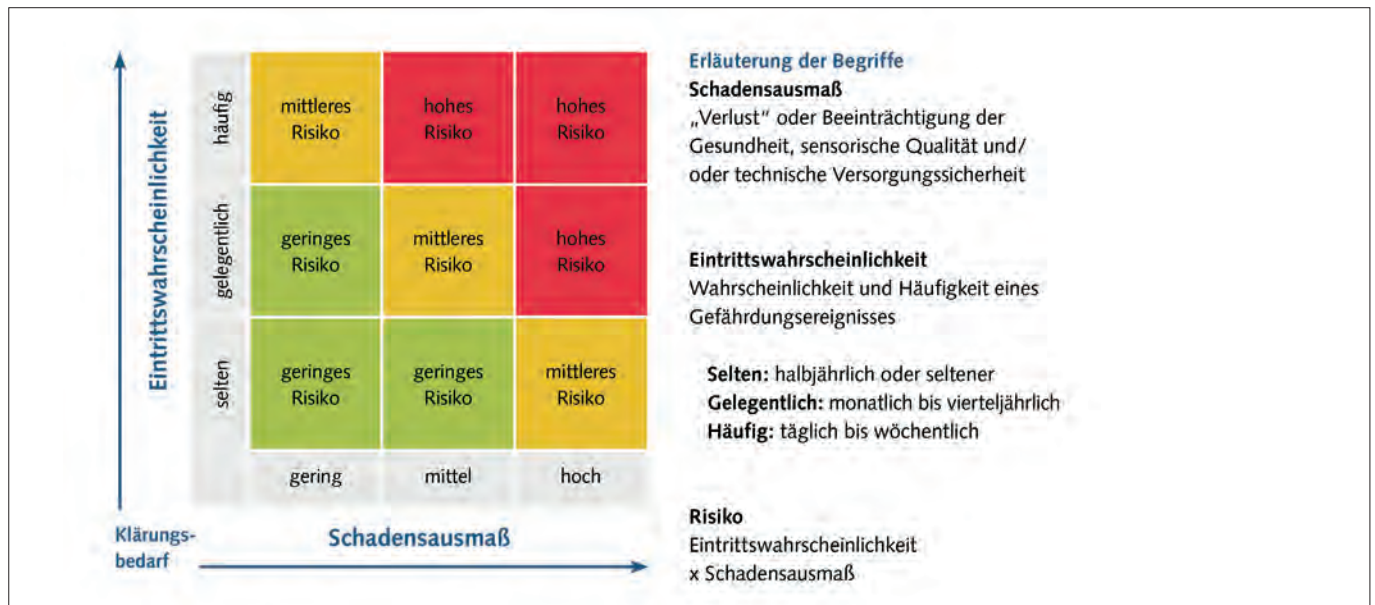 Eintrittswahrscheinlichkeit
häufig
mittleres
Risiko
hohes
Risiko
hohes
Risiko
gelegentlich
geringes
Risiko
mittleres
Risiko
hohes
Risiko
selten
geringes
Risiko
geringes
Risiko
mittleres
Risiko
gering
mittel
hoch
Klärungs-
bedarf
Schadensausmaß
Erläuterung der Begriffe
Schadensausmaß
„Verlust“ oder Beeinträchtigung der
Gesundheit, sensorische Qualität und/
oder technische Versorgungssicherheit
Eintrittswahrscheinlichkeit
Wahrscheinlichkeit und Häufigkeit eines
Gefährdungsereignisses
Selten: halbjährlich oder seltener
Gelegentlich: monatlich bis vierteljährlich
Häufig: täglich bis wöchentlich
Risiko
Eintrittswahrscheinlichkeit
x Schadensausmaß